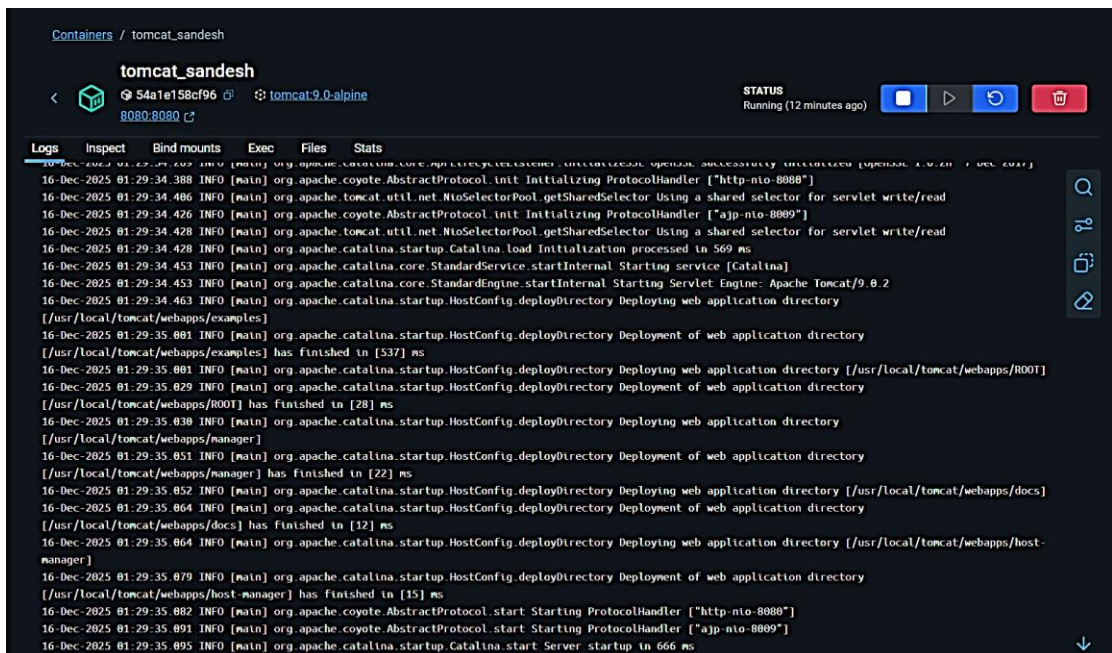 Containers / tomcat_sandesh
tomcat_sandesh
54a1e158cf96 tomcat:9.0-alpine
8080:8080
STATUS
Running (12 minutes ago)
Logs Inspect Bind mounts Exec Files Stats
16-Dec-2025 01:29:34.269 INFO [main] org.apache.catalina.core.AprLifecycleListener.initializeSSL OpenSSL successfully initialized [OpenSSL 1.0.2n 7 Dec 2017]
16-Dec-2025 01:29:34.388 INFO [main] org.apache.coyote.AbstractProtocol.init Initializing ProtocolHandler ["http-nio-8080"]
16-Dec-2025 01:29:34.406 INFO [main] org.apache.tomcat.util.net.NioSelectorPool.getSharedSelector Using a shared selector for servlet write/read
16-Dec-2025 01:29:34.426 INFO [main] org.apache.coyote.AbstractProtocol.init Initializing ProtocolHandler ["ajp-nio-8009"]
16-Dec-2025 01:29:34.428 INFO [main] org.apache.tomcat.util.net.NioSelectorPool.getSharedSelector Using a shared selector for servlet write/read
16-Dec-2025 01:29:34.428 INFO [main] org.apache.catalina.startup.Catalina.load Initialization processed in 569 ms
16-Dec-2025 01:29:34.453 INFO [main] org.apache.catalina.core.StandardService.startInternal Starting service [Catalina]
16-Dec-2025 01:29:34.453 INFO [main] org.apache.catalina.core.StandardEngine.startInternal Starting Servlet Engine: Apache Tomcat/9.0.2
16-Dec-2025 01:29:34.463 INFO [main] org.apache.catalina.startup.HostConfig.deployDirectory Deploying web application directory
[/usr/local/tomcat/webapps/examples]
16-Dec-2025 01:29:35.001 INFO [main] org.apache.catalina.startup.HostConfig.deployDirectory Deployment of web application directory
[/usr/local/tomcat/webapps/examples] has finished in [537] ms
16-Dec-2025 01:29:35.001 INFO [main] org.apache.catalina.startup.HostConfig.deployDirectory Deploying web application directory [/usr/local/tomcat/webapps/ROOT]
16-Dec-2025 01:29:35.029 INFO [main] org.apache.catalina.startup.HostConfig.deployDirectory Deployment of web application directory
[/usr/local/tomcat/webapps/ROOT] has finished in [28] ms
16-Dec-2025 01:29:35.030 INFO [main] org.apache.catalina.startup.HostConfig.deployDirectory Deploying web application directory
[/usr/local/tomcat/webapps/manager]
16-Dec-2025 01:29:35.051 INFO [main] org.apache.catalina.startup.HostConfig.deployDirectory Deployment of web application directory
[/usr/local/tomcat/webapps/manager] has finished in [22] ms
16-Dec-2025 01:29:35.052 INFO [main] org.apache.catalina.startup.HostConfig.deployDirectory Deploying web application directory [/usr/local/tomcat/webapps/docs]
16-Dec-2025 01:29:35.064 INFO [main] org.apache.catalina.startup.HostConfig.deployDirectory Deployment of web application directory
[/usr/local/tomcat/webapps/docs] has finished in [12] ms
16-Dec-2025 01:29:35.064 INFO [main] org.apache.catalina.startup.HostConfig.deployDirectory Deploying web application directory [/usr/local/tomcat/webapps/host-
manager]
16-Dec-2025 01:29:35.079 INFO [main] org.apache.catalina.startup.HostConfig.deployDirectory Deployment of web application directory
[/usr/local/tomcat/webapps/host-manager] has finished in [15] ms
16-Dec-2025 01:29:35.082 INFO [main] org.apache.coyote.AbstractProtocol.start Starting ProtocolHandler ["http-nio-8080"]
16-Dec-2025 01:29:35.091 INFO [main] org.apache.coyote.AbstractProtocol.start Starting ProtocolHandler ["ajp-nio-8009"]
16-Dec-2025 01:29:35.095 INFO [main] org.apache.catalina.startup.Catalina.start Server startup in 666 ms